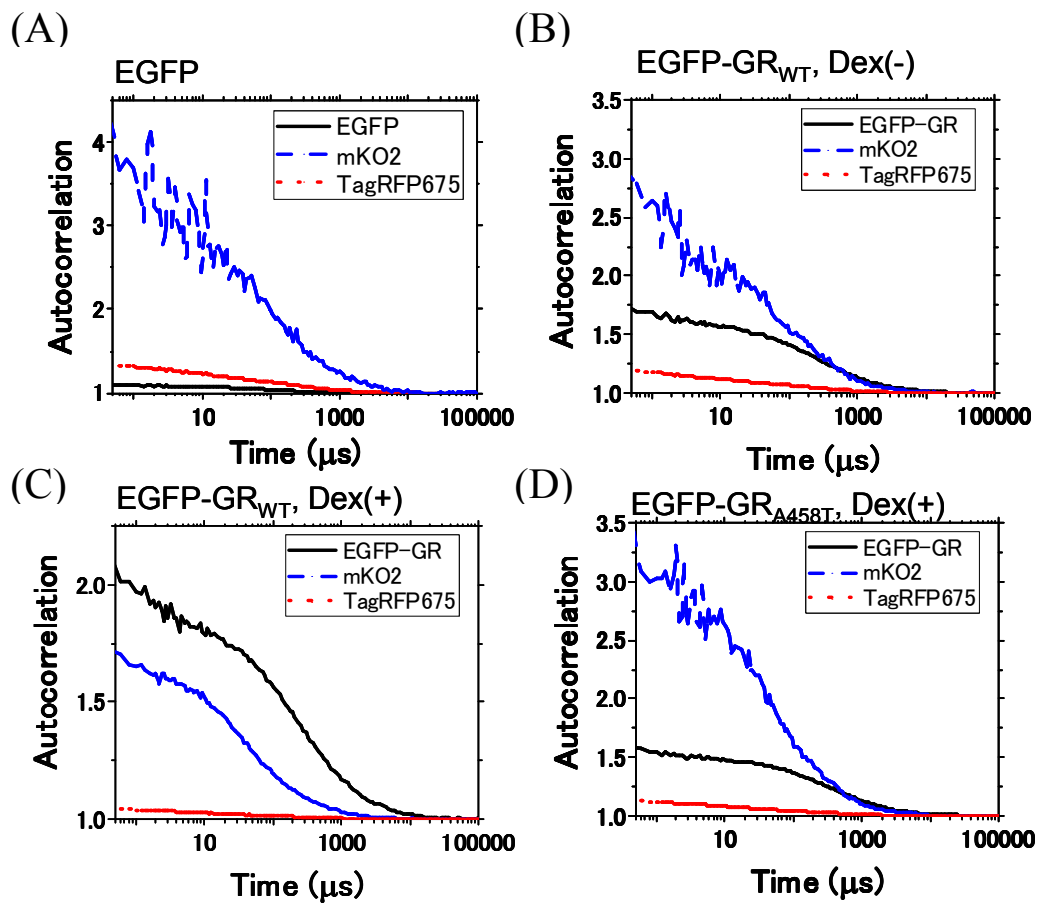 (A)
EGFP
Autocorrelation
4
3
2
1
EGFP
mKO2
TagRFP675
10
1000
100000
Time (μs)
(B)
EGFP-GRWT, Dex(-)
Autocorrelation
3.5
3.0
2.5
2.0
1.5
1.0
EGFP-GR
mKO2
TagRFP675
10
1000
100000
Time (μs)
(C)
EGFP-GRWT, Dex(+)
Autocorrelation
2.0
1.5
1.0
EGFP-GR
mKO2
TagRFP675
10
1000
100000
Time (μs)
(D)
EGFP-GRA458T, Dex(+)
Autocorrelation
3.5
3.0
2.5
2.0
1.5
1.0
EGFP-GR
mKO2
TagRFP675
10
1000
100000
Time (μs)